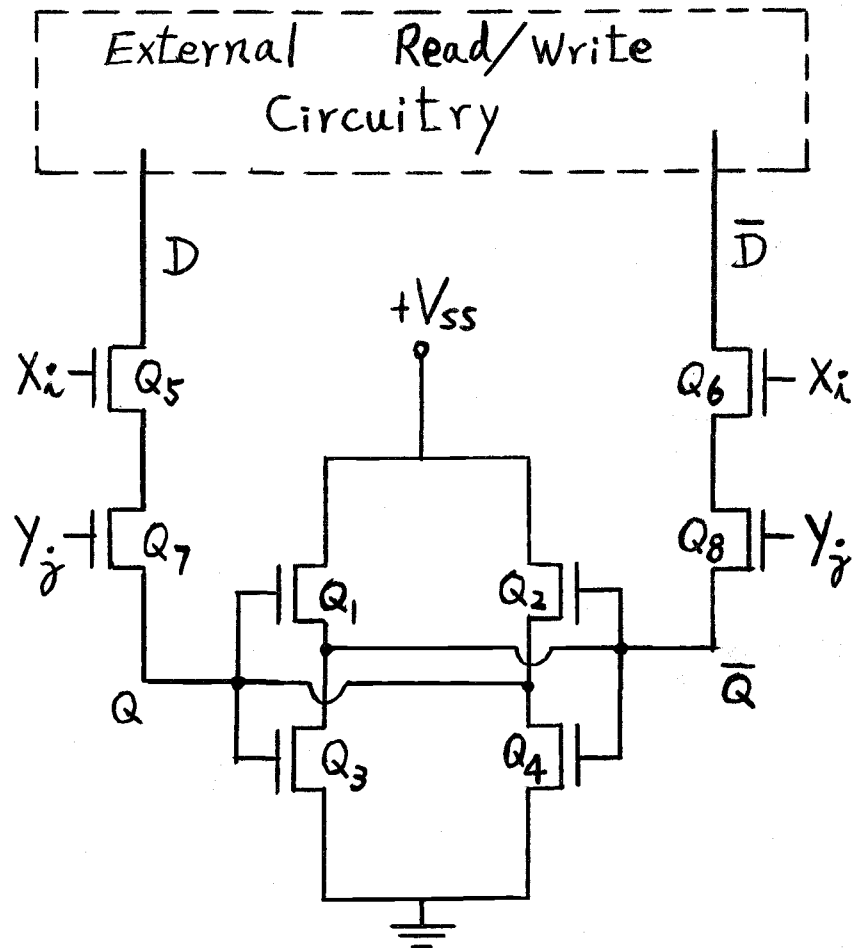 External Read/Write
Circuitry
D
D̅
+Vss
Xi
Q5
Q6
Xi
Yj
Q7
Q8
Yj
Q1
Q2
Q
Q̅
Q3
Q4